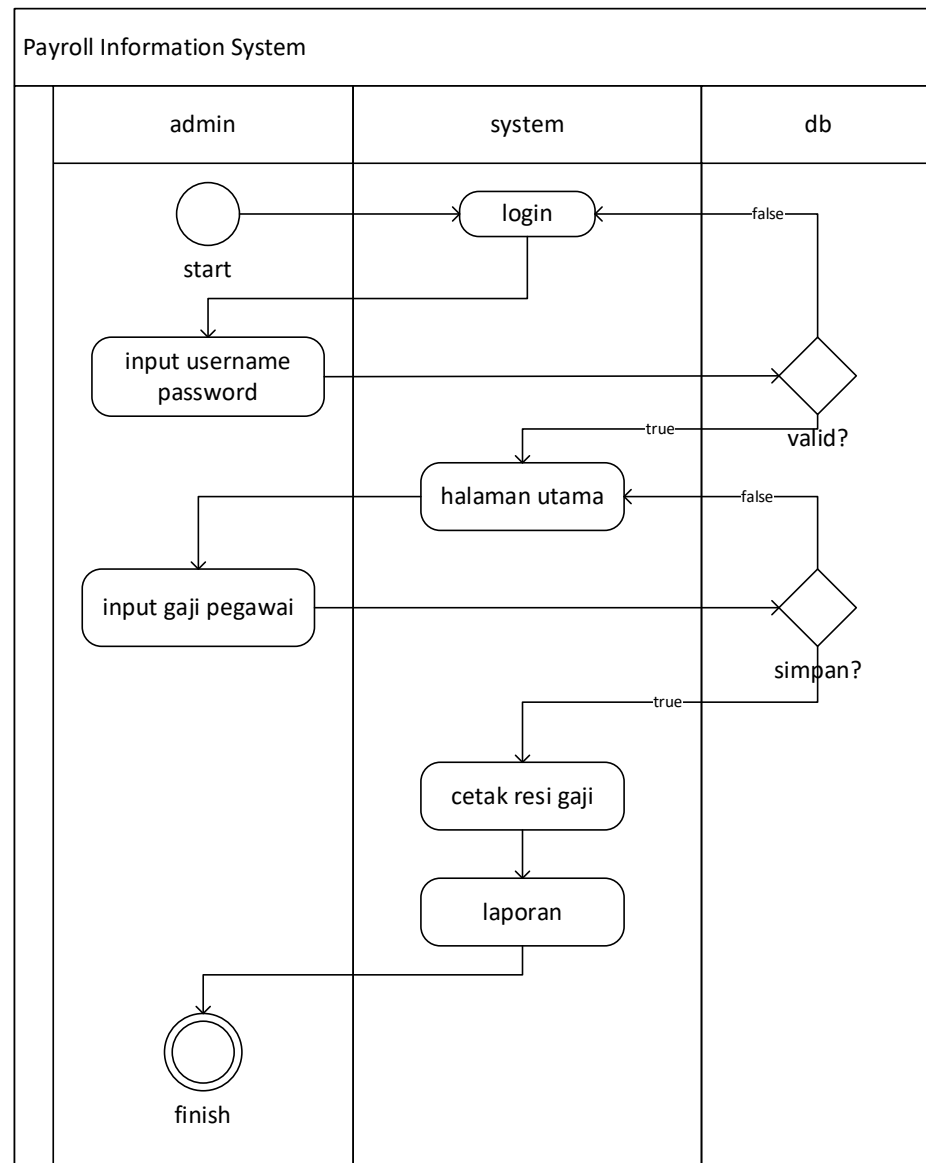 Payroll Information System
admin
system
db
start
login
false
input username
password
valid?
true
halaman utama
false
input gaji pegawai
simpan?
true
cetak resi gaji
laporan
finish